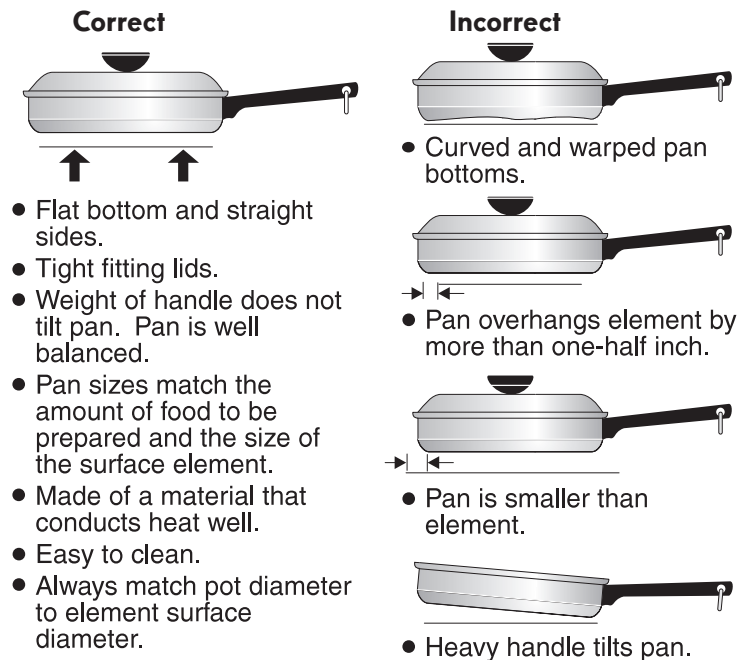 Correct
• Flat bottom and straight
sides.
• Tight fitting lids.
• Weight of handle does not
tilt pan. Pan is well
balanced.
• Pan sizes match the
amount of food to be
prepared and the size of
the surface element.
• Made of a material that
conducts heat well.
• Easy to clean.
• Always match pot diameter
to element surface
diameter.
Incorrect
• Curved and warped pan
bottoms.
• Pan overhangs element by
more than one-half inch.
• Pan is smaller than
element.
• Heavy handle tilts pan.